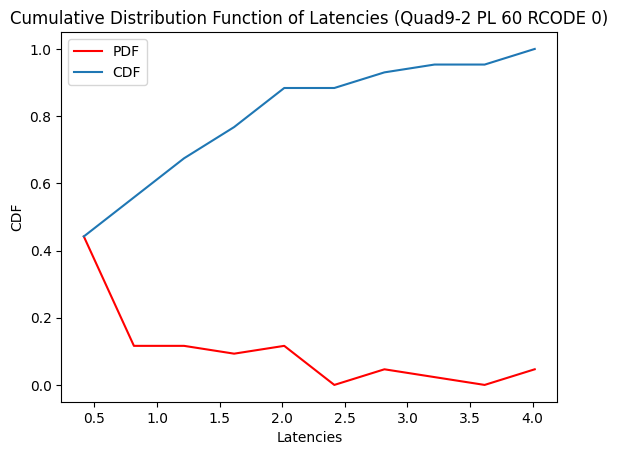 Cumulative Distribution Function of Latencies (Quad9-2 PL 60 RCODE 0)
PDF
CDF
1.0
0.8
0.6
0.4
0.2
0.0
CDF
0.5 1.0 1.5 2.0 2.5 3.0 3.5 4.0
Latencies